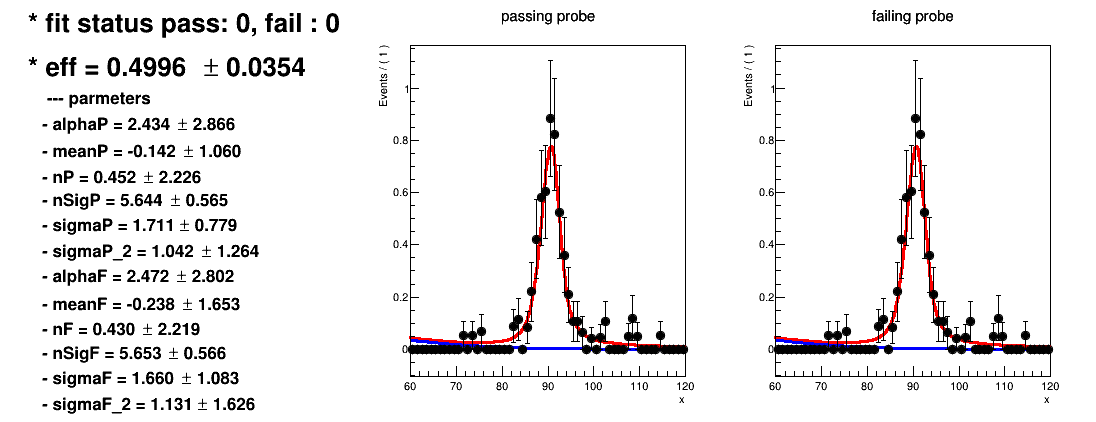 * fit status pass: 0, fail : 0
* eff = 0.4996 ± 0.0354
--- parmeters
- alphaP = 2.434 ± 2.866
- meanP = -0.142 ± 1.060
- nP = 0.452 ± 2.226
- nSigP = 5.644 ± 0.565
- sigmaP = 1.711 ± 0.779
- sigmaP_2 = 1.042 ± 1.264
- alphaF = 2.472 ± 2.802
- meanF = -0.238 ± 1.653
- nF = 0.430 ± 2.219
- nSigF = 5.653 ± 0.566
- sigmaF = 1.660 ± 1.083
- sigmaF_2 = 1.131 ± 1.626
passing probe
Events / ( 1 )
1
0.8
0.6
0.4
0.2
0
60 70 80 90 100 110 120
x
failing probe
Events / ( 1 )
1
0.8
0.6
0.4
0.2
0
60 70 80 90 100 110 120
x